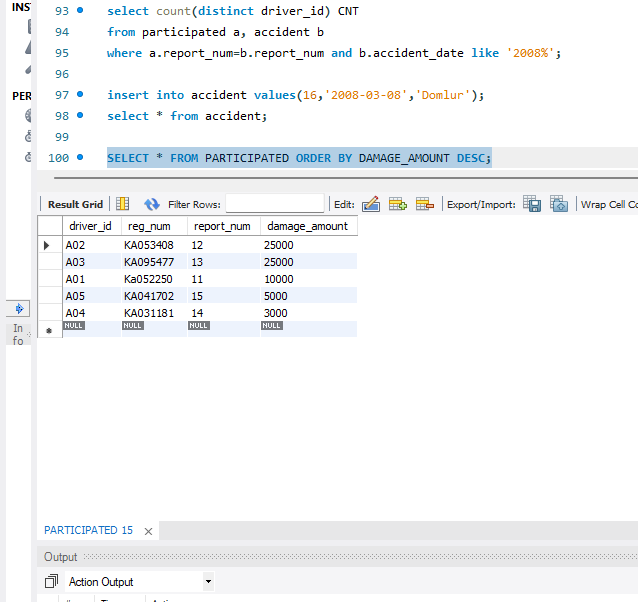 INS
93 select count(distinct driver_id) CNT
94 from participated a, accident b
95 where a.report_num=b.report_num and b.accident_date like '2008%';
96
PER
97 insert into accident values(16,'2008-03-08','Domlur');
98 select * from accident;
99
100 SELECT * FROM PARTICIPATED ORDER BY DAMAGE_AMOUNT DESC;
Result Grid Filter Rows: Edit: Export/Import: Wrap Cell Co
driver_id reg_num report_num damage_amount
A02 KA053408 12 25000
A03 KA095477 13 25000
A01 Ka052250 11 10000
A05 KA041702 15 5000
A04 KA031181 14 3000
NULL NULL NULL NULL
In
fo
PARTICIPATED 15
Output
Action Output